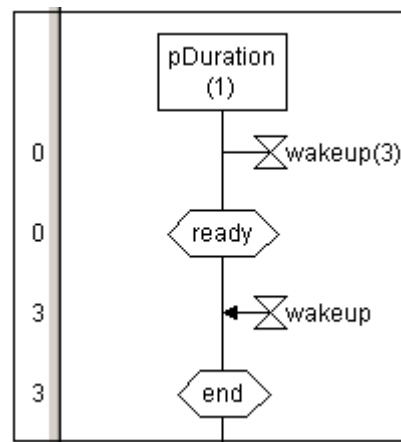 pDuration
(1)
0 wakeup(3)
0 ready
3 wakeup
3 end